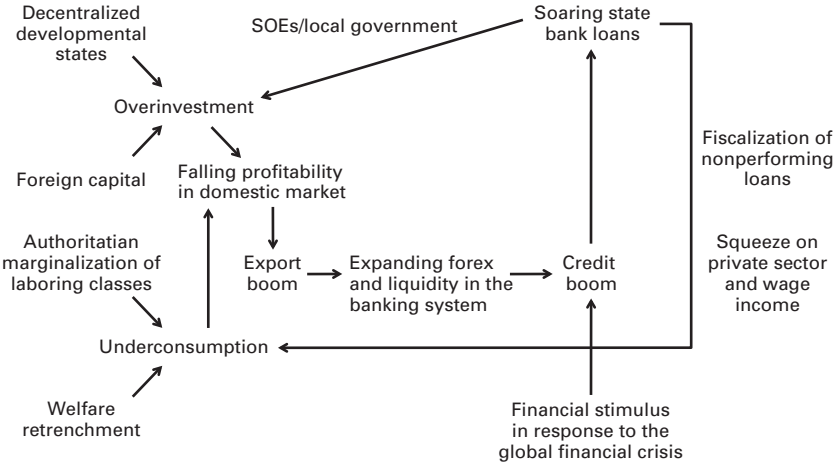 Decentralized
developmental
states
SOEs/local government
Soaring state
bank loans
Overinvestment
Foreign capital
Falling profitability
in domestic market
Fiscalization of
nonperforming
loans
Authoritatian
marginalization of
laboring classes
Export
boom
Expanding forex
and liquidity in the
banking system
Credit
boom
Squeeze on
private sector
and wage
income
Underconsumption
Welfare
retrenchment
Financial stimulus
in response to the
global financial crisis